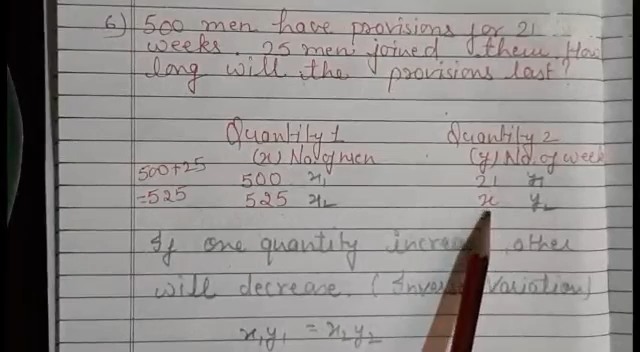 6) 500 men have provisions for 21
weeks. 25 men joined them. How
long will the provisions last?
Quantity 1 Quantity 2
(x) No of men (y) No. of week
500+25 500 x₁ 21 y₁
=525 525 x₂ x y₂
If one quantity increase, other
will decrease. (Inverse Variation)
x₁y₁ = x₂y₂